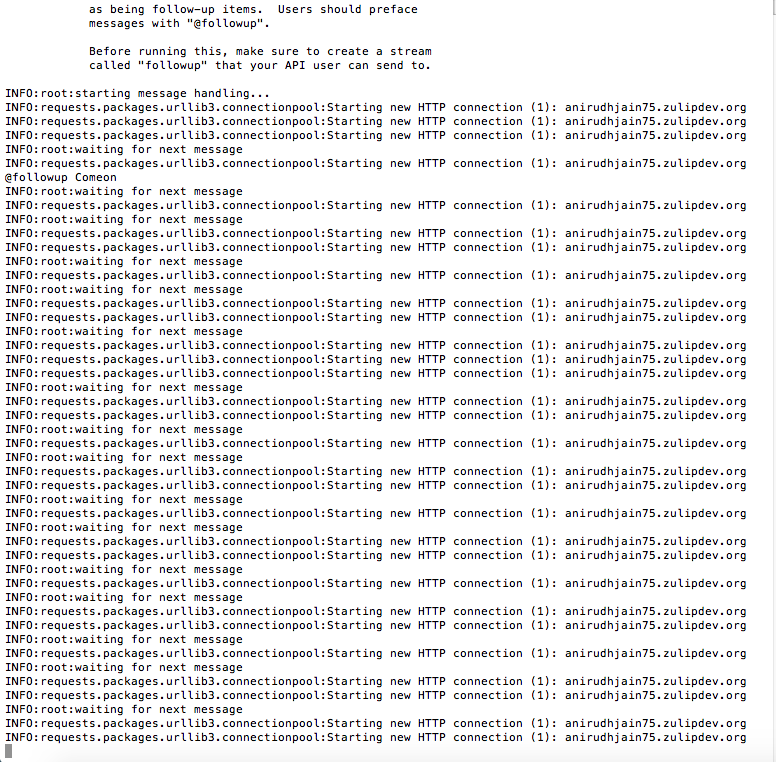 as being follow-up items.  Users should preface
messages with "@followup".
Before running this, make sure to create a stream
called "followup" that your API user can send to.
INFO:root:starting message handling...
INFO:requests.packages.urllib3.connectionpool:Starting new HTTP connection (1): anirudhjain75.zulipdev.org
INFO:requests.packages.urllib3.connectionpool:Starting new HTTP connection (1): anirudhjain75.zulipdev.org
INFO:requests.packages.urllib3.connectionpool:Starting new HTTP connection (1): anirudhjain75.zulipdev.org
INFO:root:waiting for next message
INFO:requests.packages.urllib3.connectionpool:Starting new HTTP connection (1): anirudhjain75.zulipdev.org
@followup Comeon
INFO:root:waiting for next message
INFO:requests.packages.urllib3.connectionpool:Starting new HTTP connection (1): anirudhjain75.zulipdev.org
INFO:root:waiting for next message
INFO:requests.packages.urllib3.connectionpool:Starting new HTTP connection (1): anirudhjain75.zulipdev.org
INFO:requests.packages.urllib3.connectionpool:Starting new HTTP connection (1): anirudhjain75.zulipdev.org
INFO:root:waiting for next message
INFO:requests.packages.urllib3.connectionpool:Starting new HTTP connection (1): anirudhjain75.zulipdev.org
INFO:root:waiting for next message
INFO:requests.packages.urllib3.connectionpool:Starting new HTTP connection (1): anirudhjain75.zulipdev.org
INFO:requests.packages.urllib3.connectionpool:Starting new HTTP connection (1): anirudhjain75.zulipdev.org
INFO:root:waiting for next message
INFO:requests.packages.urllib3.connectionpool:Starting new HTTP connection (1): anirudhjain75.zulipdev.org
INFO:requests.packages.urllib3.connectionpool:Starting new HTTP connection (1): anirudhjain75.zulipdev.org
INFO:requests.packages.urllib3.connectionpool:Starting new HTTP connection (1): anirudhjain75.zulipdev.org
INFO:root:waiting for next message
INFO:requests.packages.urllib3.connectionpool:Starting new HTTP connection (1): anirudhjain75.zulipdev.org
INFO:requests.packages.urllib3.connectionpool:Starting new HTTP connection (1): anirudhjain75.zulipdev.org
INFO:root:waiting for next message
INFO:requests.packages.urllib3.connectionpool:Starting new HTTP connection (1): anirudhjain75.zulipdev.org
INFO:root:waiting for next message
INFO:requests.packages.urllib3.connectionpool:Starting new HTTP connection (1): anirudhjain75.zulipdev.org
INFO:requests.packages.urllib3.connectionpool:Starting new HTTP connection (1): anirudhjain75.zulipdev.org
INFO:root:waiting for next message
INFO:requests.packages.urllib3.connectionpool:Starting new HTTP connection (1): anirudhjain75.zulipdev.org
INFO:root:waiting for next message
INFO:requests.packages.urllib3.connectionpool:Starting new HTTP connection (1): anirudhjain75.zulipdev.org
INFO:requests.packages.urllib3.connectionpool:Starting new HTTP connection (1): anirudhjain75.zulipdev.org
INFO:root:waiting for next message
INFO:requests.packages.urllib3.connectionpool:Starting new HTTP connection (1): anirudhjain75.zulipdev.org
INFO:root:waiting for next message
INFO:requests.packages.urllib3.connectionpool:Starting new HTTP connection (1): anirudhjain75.zulipdev.org
INFO:requests.packages.urllib3.connectionpool:Starting new HTTP connection (1): anirudhjain75.zulipdev.org
INFO:root:waiting for next message
INFO:requests.packages.urllib3.connectionpool:Starting new HTTP connection (1): anirudhjain75.zulipdev.org
INFO:root:waiting for next message
INFO:requests.packages.urllib3.connectionpool:Starting new HTTP connection (1): anirudhjain75.zulipdev.org
INFO:requests.packages.urllib3.connectionpool:Starting new HTTP connection (1): anirudhjain75.zulipdev.org
INFO:root:waiting for next message
INFO:requests.packages.urllib3.connectionpool:Starting new HTTP connection (1): anirudhjain75.zulipdev.org
INFO:requests.packages.urllib3.connectionpool:Starting new HTTP connection (1): anirudhjain75.zulipdev.org